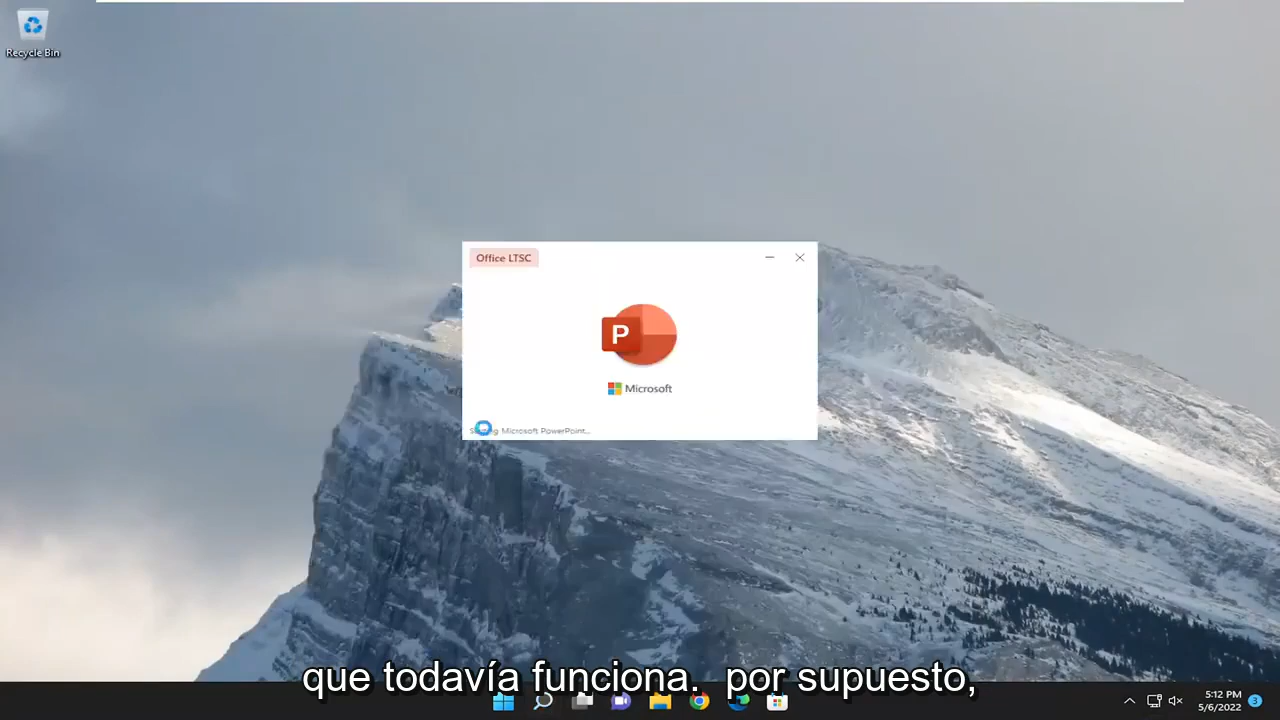 Recycle Bin
Office LTSC
P
Microsoft
Starting Microsoft PowerPoint...
que todavía funciona. por supuesto,
5:12 PM
5/6/2022
3